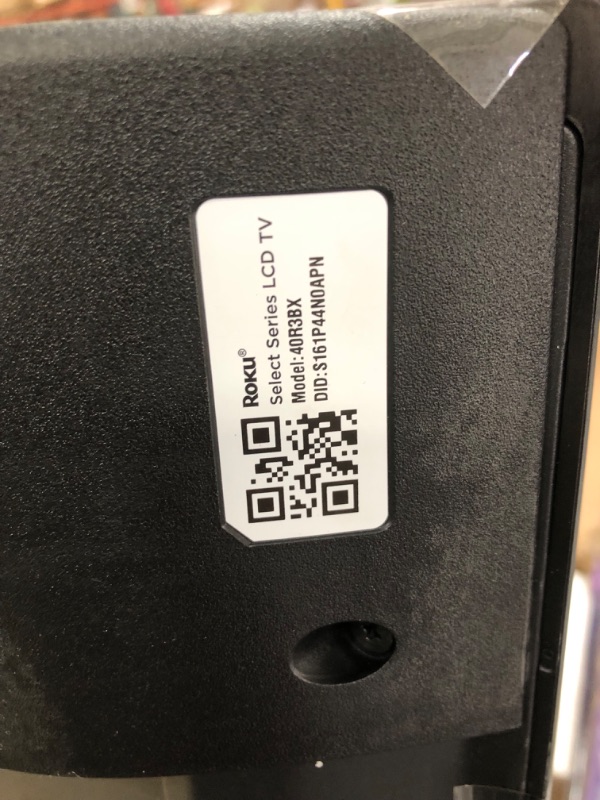 Roku®
Select Series LCD TV
Model:40R3BX
DID:S161P44N0APN